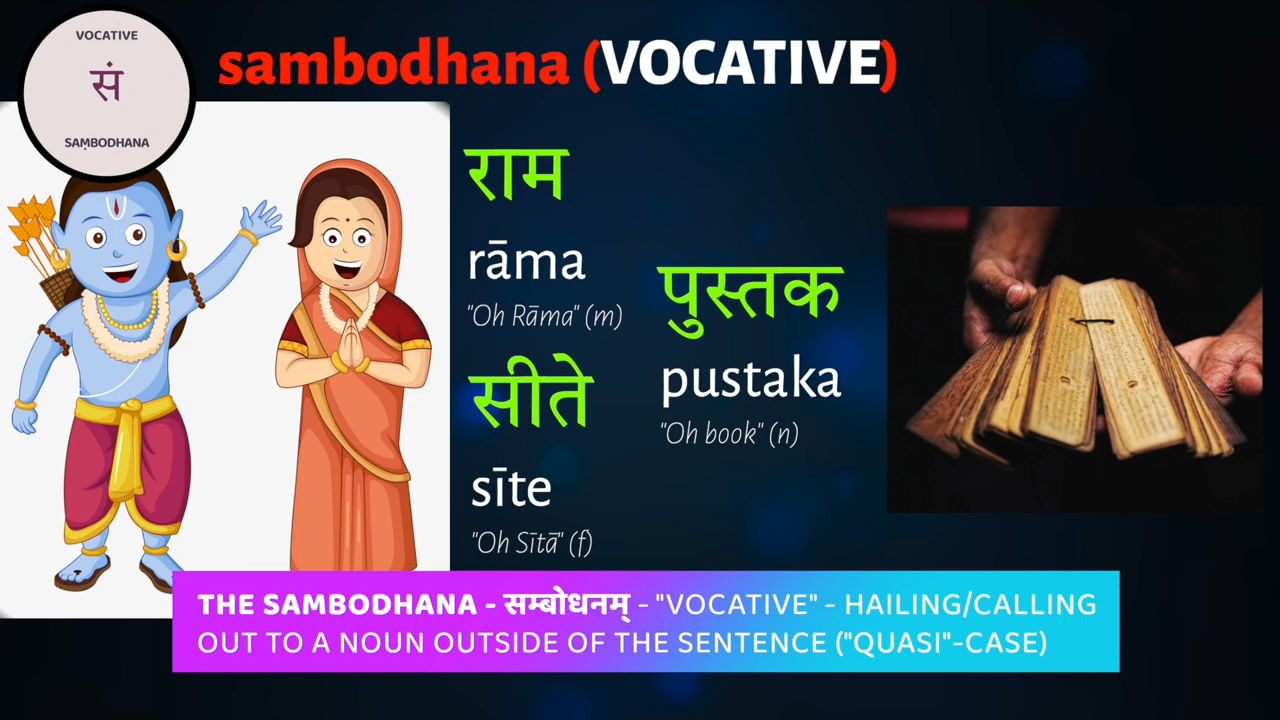 VOCATIVE
सं
SAṂBODHANA
sambodhana (VOCATIVE)
राम
rāma
"Oh Rāma" (m)
सीते
sīte
"Oh Sītā" (f)
पुस्तक
pustaka
"Oh book" (n)
THE SAMBODHANA - सम्बोधनम् - "VOCATIVE" - HAILING/CALLING
OUT TO A NOUN OUTSIDE OF THE SENTENCE ("QUASI"-CASE)